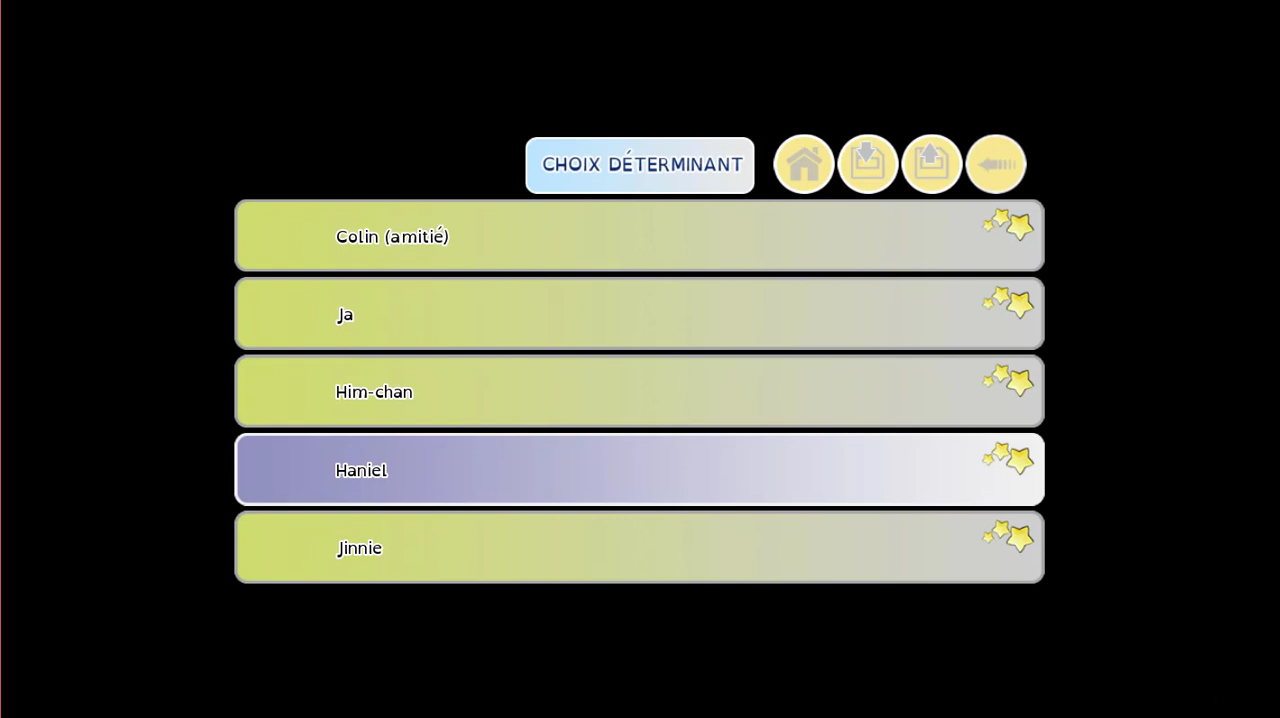 CHOIX DÉTERMINANT
Colin (amitié)
Ja
Him-chan
Haniel
Jinnie